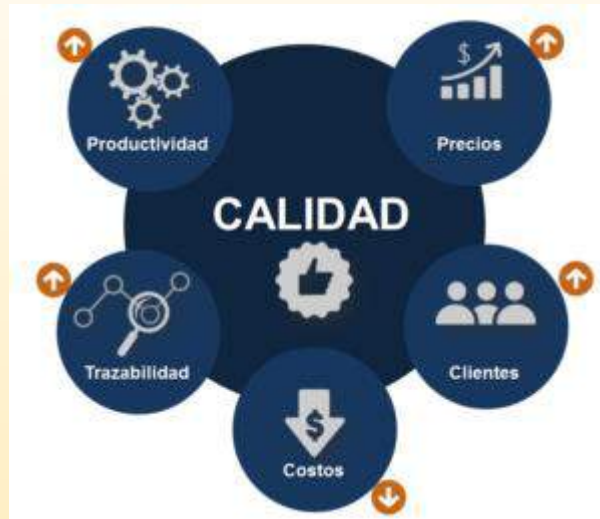 $
Productividad
Precios
CALIDAD
Trazabilidad
Clientes
$
Costos